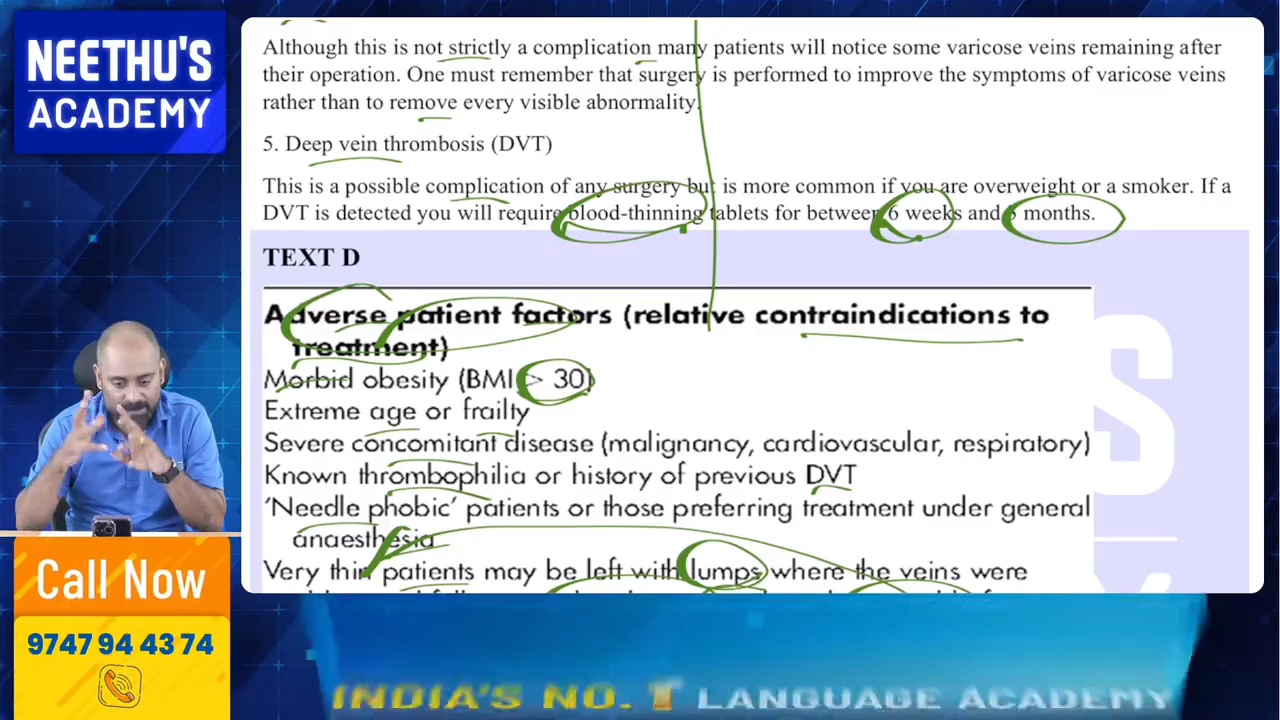 NEETHU'S
ACADEMY
Although this is not strictly a complication many patients will notice some varicose veins remaining after
their operation. One must remember that surgery is performed to improve the symptoms of varicose veins
rather than to remove every visible abnormality.
5. Deep vein thrombosis (DVT)
This is a possible complication of any surgery but is more common if you are overweight or a smoker. If a
DVT is detected you will require blood-thinning tablets for between 6 weeks and months.
TEXT D
Adverse patient factors (relative contraindications to
treatment)
Morbid obesity (BMI > 30)
Extreme age or frailty
Severe concomitant disease (malignancy, cardiovascular, respiratory)
Known thrombophilia or history of previous DVT
'Needle phobic' patients or those preferring treatment under general
anaesthesia
Very thin patients may be left with lumps where the veins were
Call Now
9747 94 43 74
INDIA'S NO. 1 LANGUAGE ACADEMY